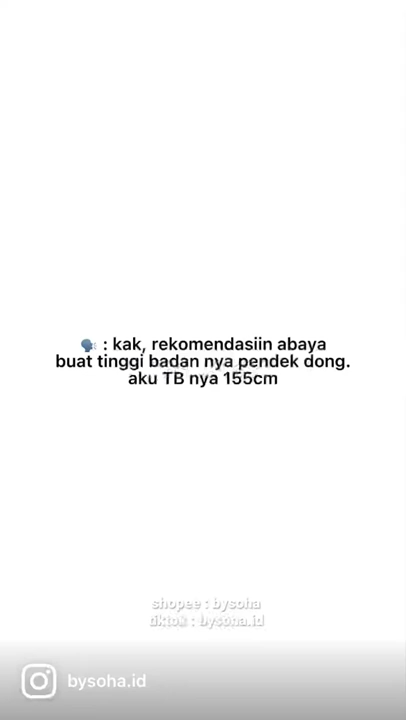 🗣️ : kak, rekomendasiin abaya
buat tinggi badan nya pendek dong.
aku TB nya 155cm
shopee : bysoha
tiktok : bysoha.id
bysoha.id